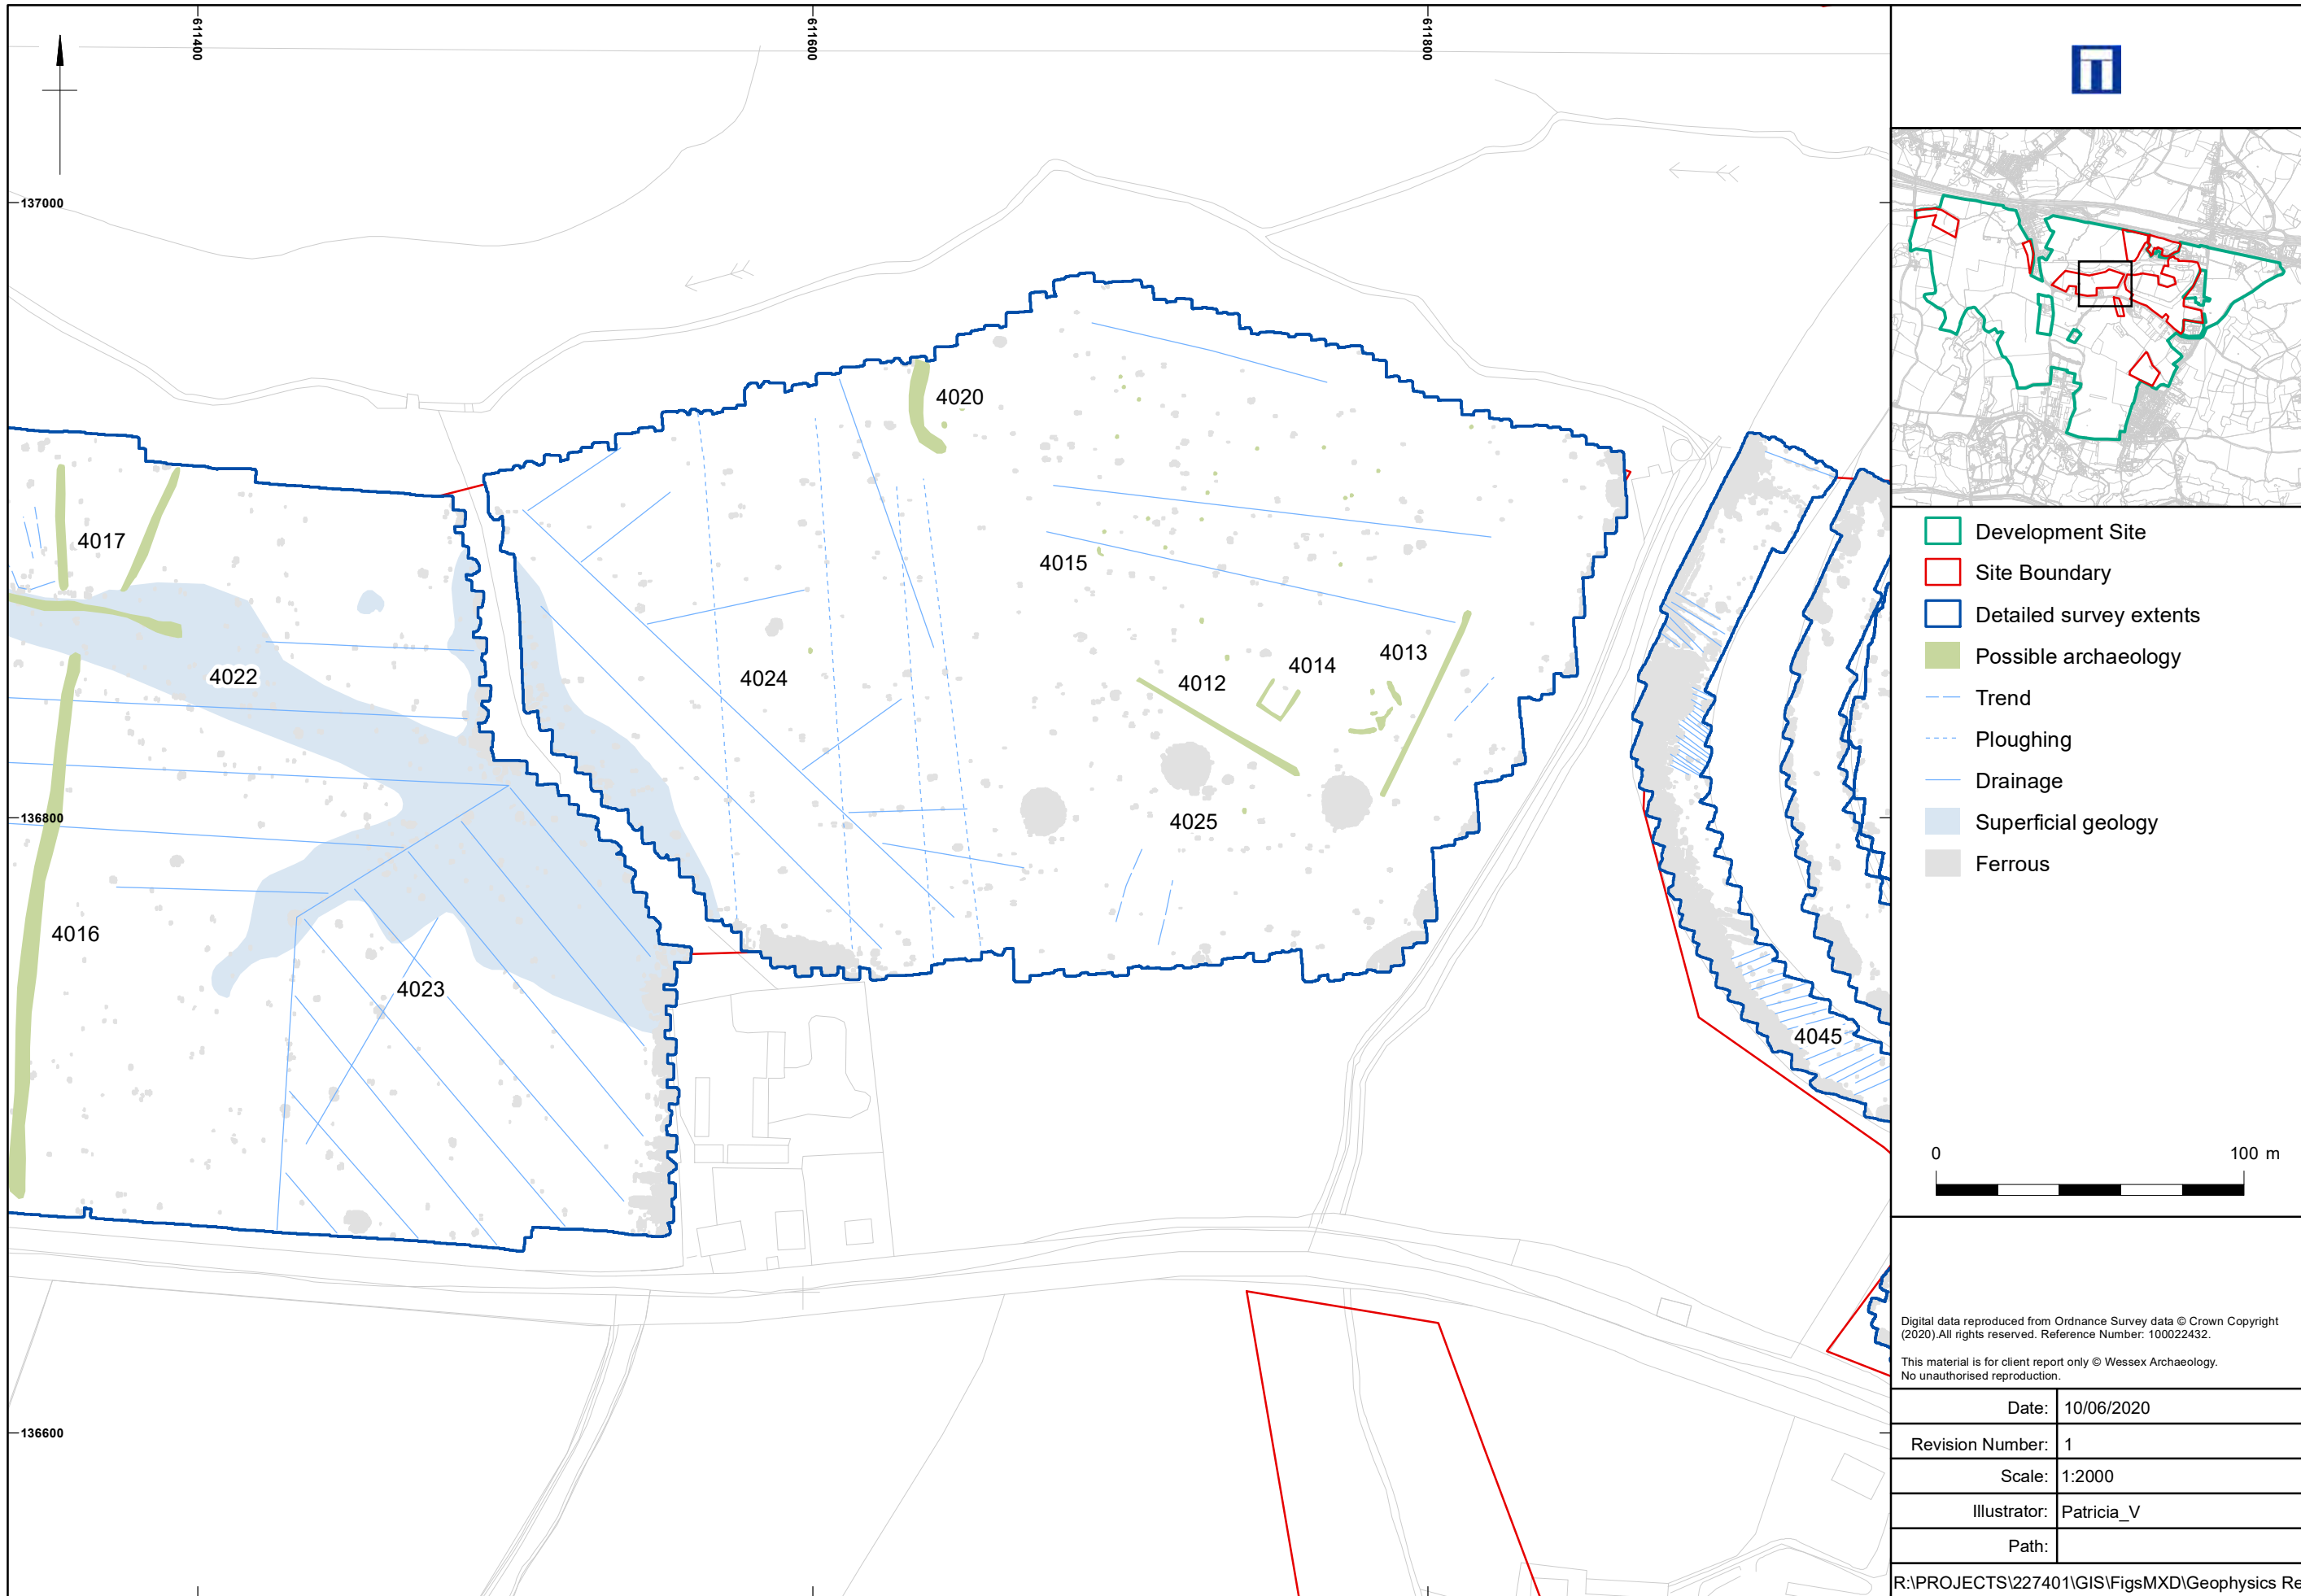 611400
611600
611800
137000
136800
136600
4020
4017
4015
4022
4024
4012
4014
4013
4025
4016
4023
4045
Development Site
Site Boundary
Detailed survey extents
Possible archaeology
Trend
Ploughing
Drainage
Superficial geology
Ferrous
0 100 m
Digital data reproduced from Ordnance Survey data © Crown Copyright
(2020).All rights reserved. Reference Number: 100022432.
This material is for client report only © Wessex Archaeology.
No unauthorised reproduction.
Date: 10/06/2020
Revision Number: 1
Scale: 1:2000
Illustrator: Patricia_V
Path:
R:\PROJECTS\227401\GIS\FigsMXD\Geophysics Re